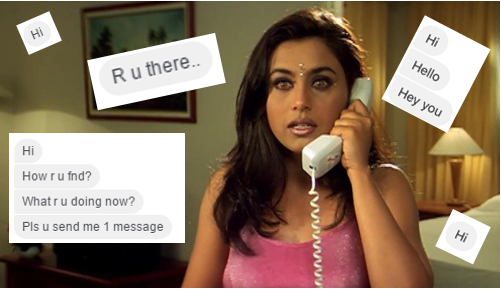 Hi
R u there..
Hi
Hello
Hey you
Hi
How r u fnd?
What r u doing now?
Pls u send me 1 message
Hi